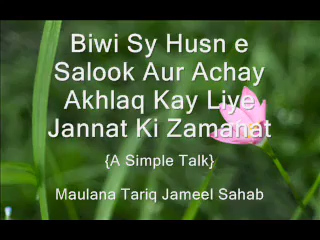 Biwi Sy Husn e
Salook Aur Achay
Akhlaq Kay Liye
Jannat Ki Zamanat
{A Simple Talk}
Maulana Tariq Jameel Sahab